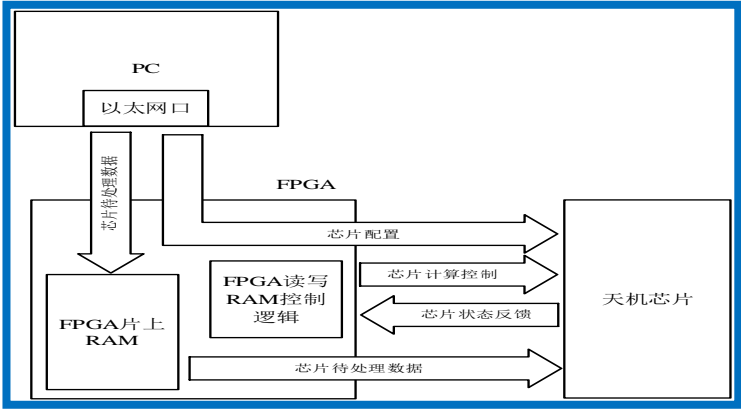 PC
以太网口
芯片待处理数据
FPGA
芯片配置
FPGA读写
RAM控制
逻辑
芯片计算控制
天机芯片
芯片状态反馈
FPGA片上
RAM
芯片待处理数据